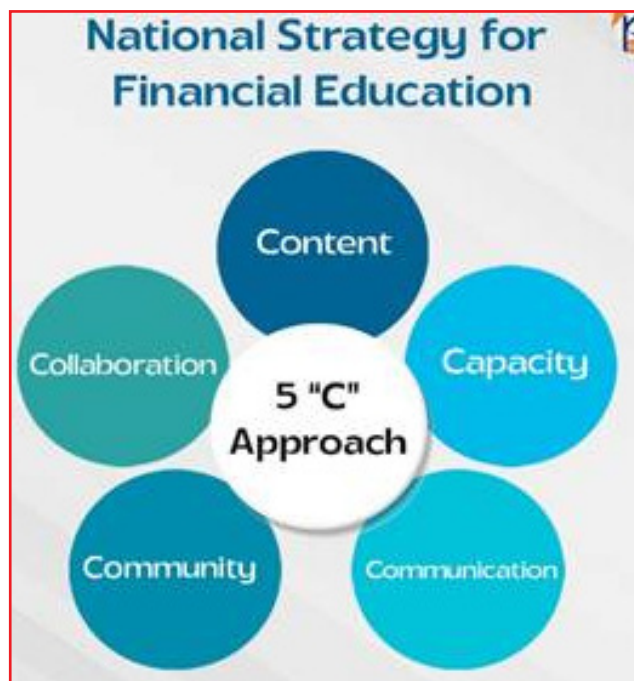 National Strategy for
Financial Education
Content
Capacity
Communication
Community
Collaboration
5 "C"
Approach